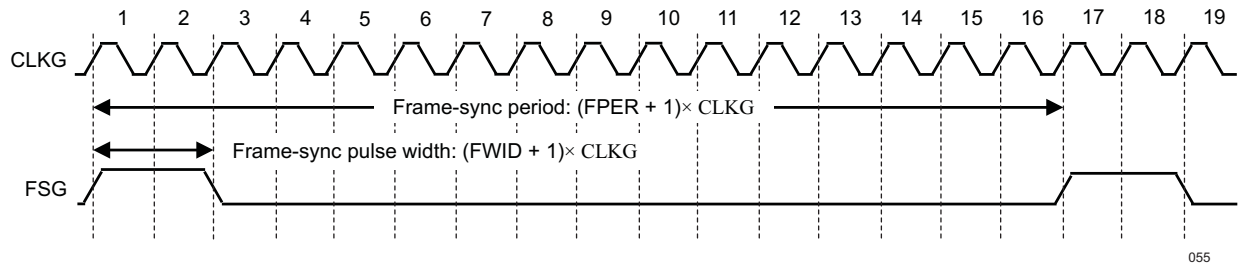 1 2 3 4 5 6 7 8 9 10 11 12 13 14 15 16 17 18 19
CLKG
Frame-sync period: (FPER + 1)× CLKG
Frame-sync pulse width: (FWID + 1)× CLKG
FSG
055